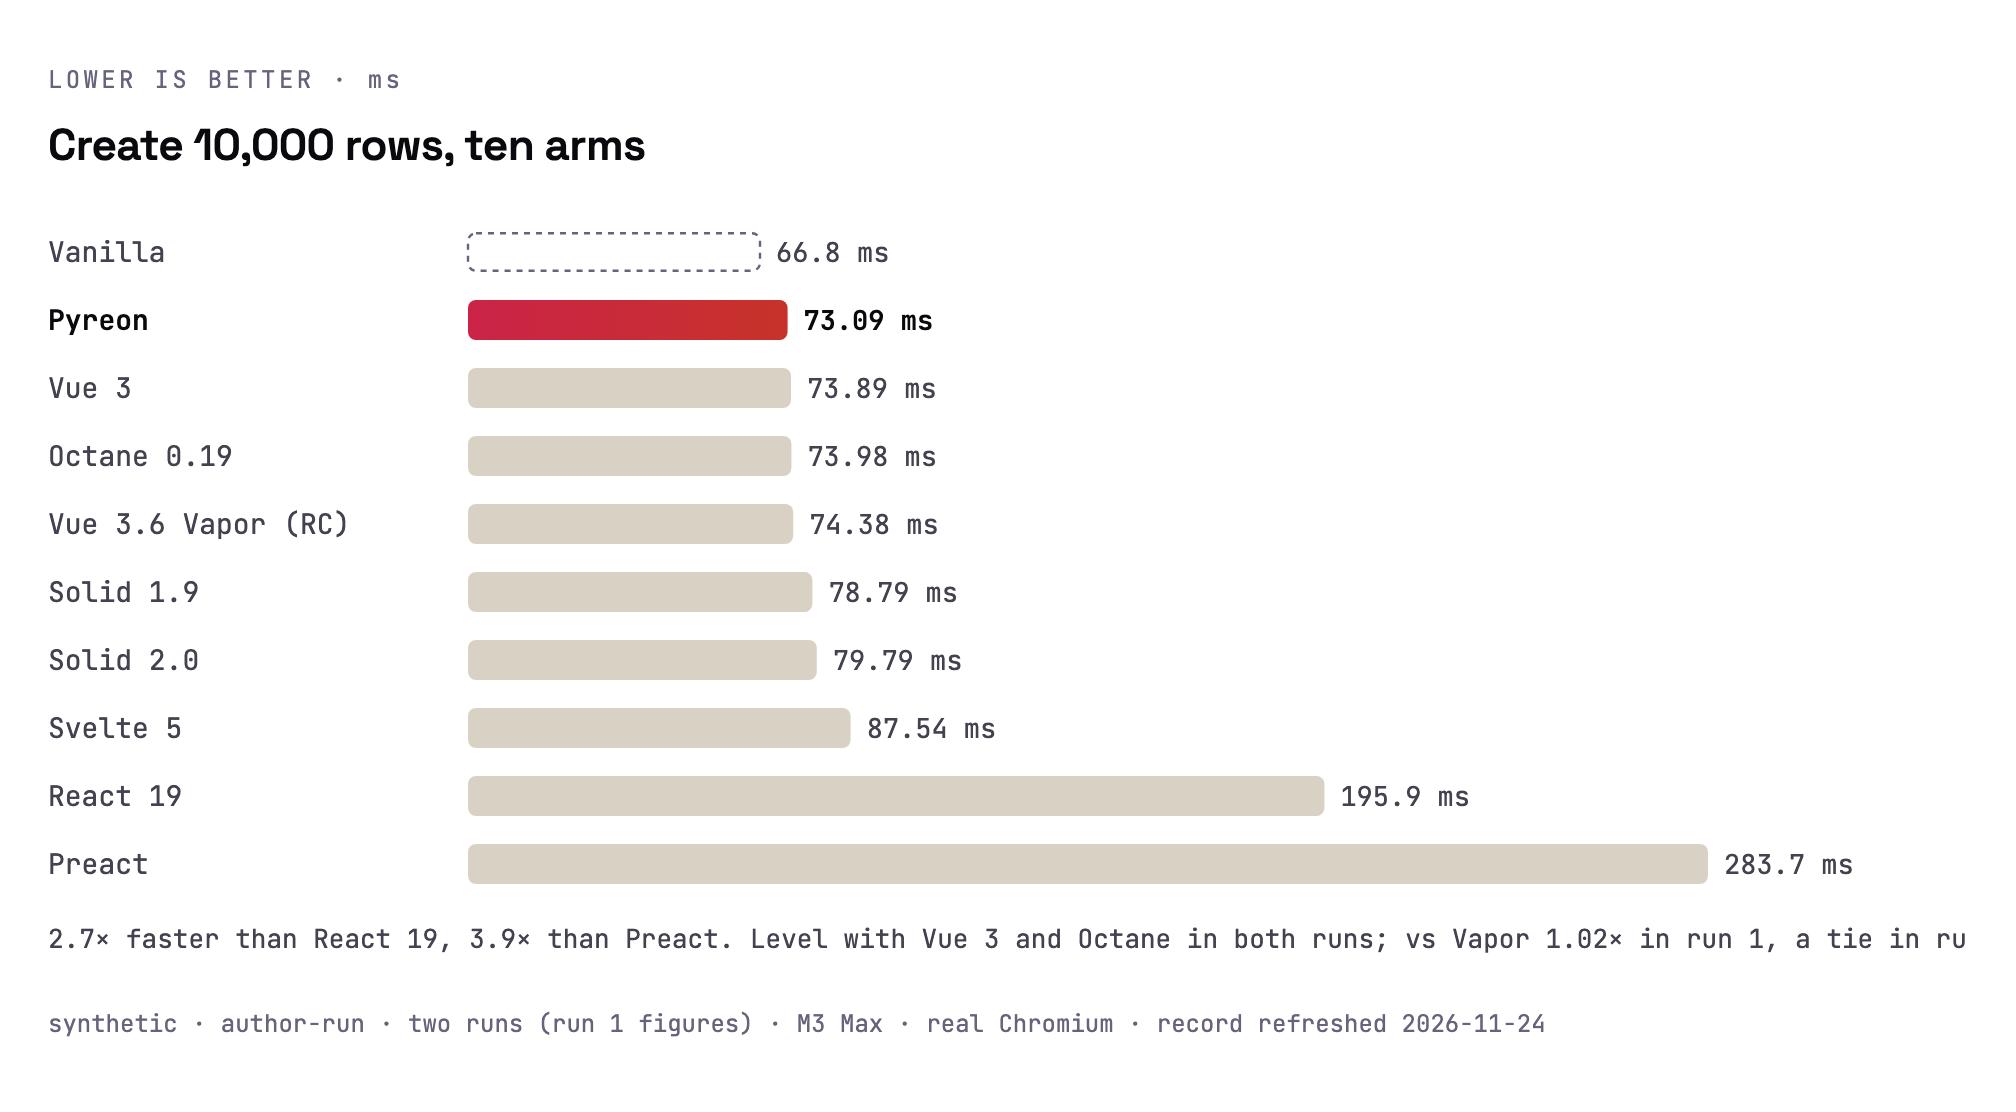 LOWER IS BETTER · ms
Create 10,000 rows, ten arms
Vanilla 66.8 ms
Pyreon 73.09 ms
Vue 3 73.89 ms
Octane 0.19 73.98 ms
Vue 3.6 Vapor (RC) 74.38 ms
Solid 1.9 78.79 ms
Solid 2.0 79.79 ms
Svelte 5 87.54 ms
React 19 195.9 ms
Preact 283.7 ms
2.7× faster than React 19, 3.9× than Preact. Level with Vue 3 and Octane in both runs; vs Vapor 1.02× in run 1, a tie in ru
synthetic · author-run · two runs (run 1 figures) · M3 Max · real Chromium · record refreshed 2026-11-24